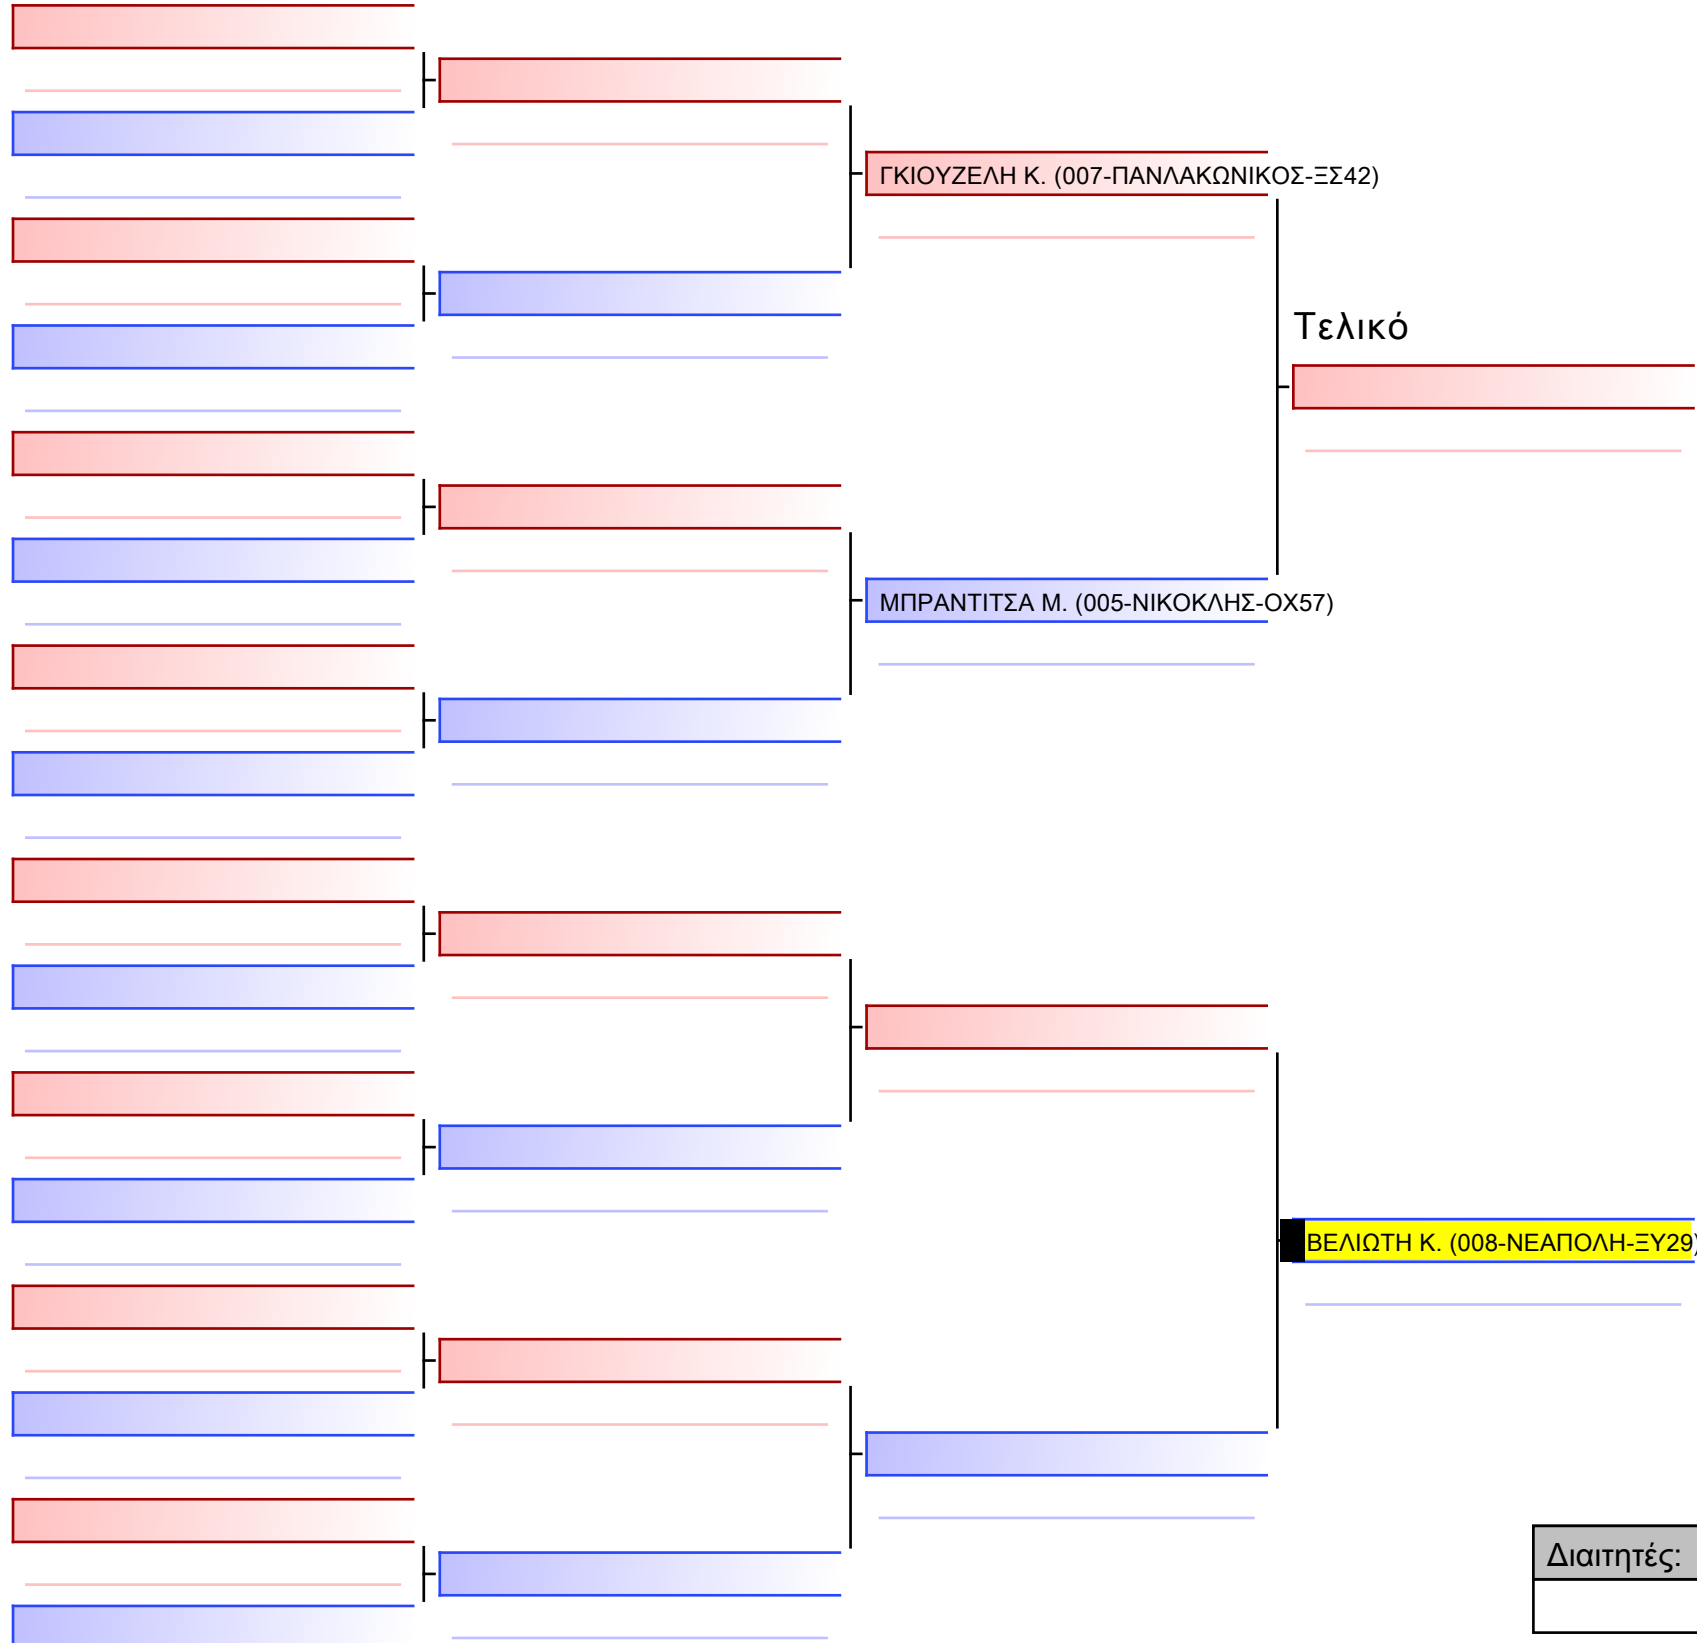 ΓΚΙΟΥΖΕΛΗ Κ. (007-ΠΑΝΛΑΚΩΝΙΚΟΣ-ΞΣ42)
Τελικό
ΜΠΡΑΝΤΙΤΣΑ Μ. (005-ΝΙΚΟΚΛΗΣ-ΟΧ57)
ΒΕΛΙΩΤΗ Κ. (008-ΝΕΑΠΟΛΗ-ΞΥ29)
Διαιτητές: